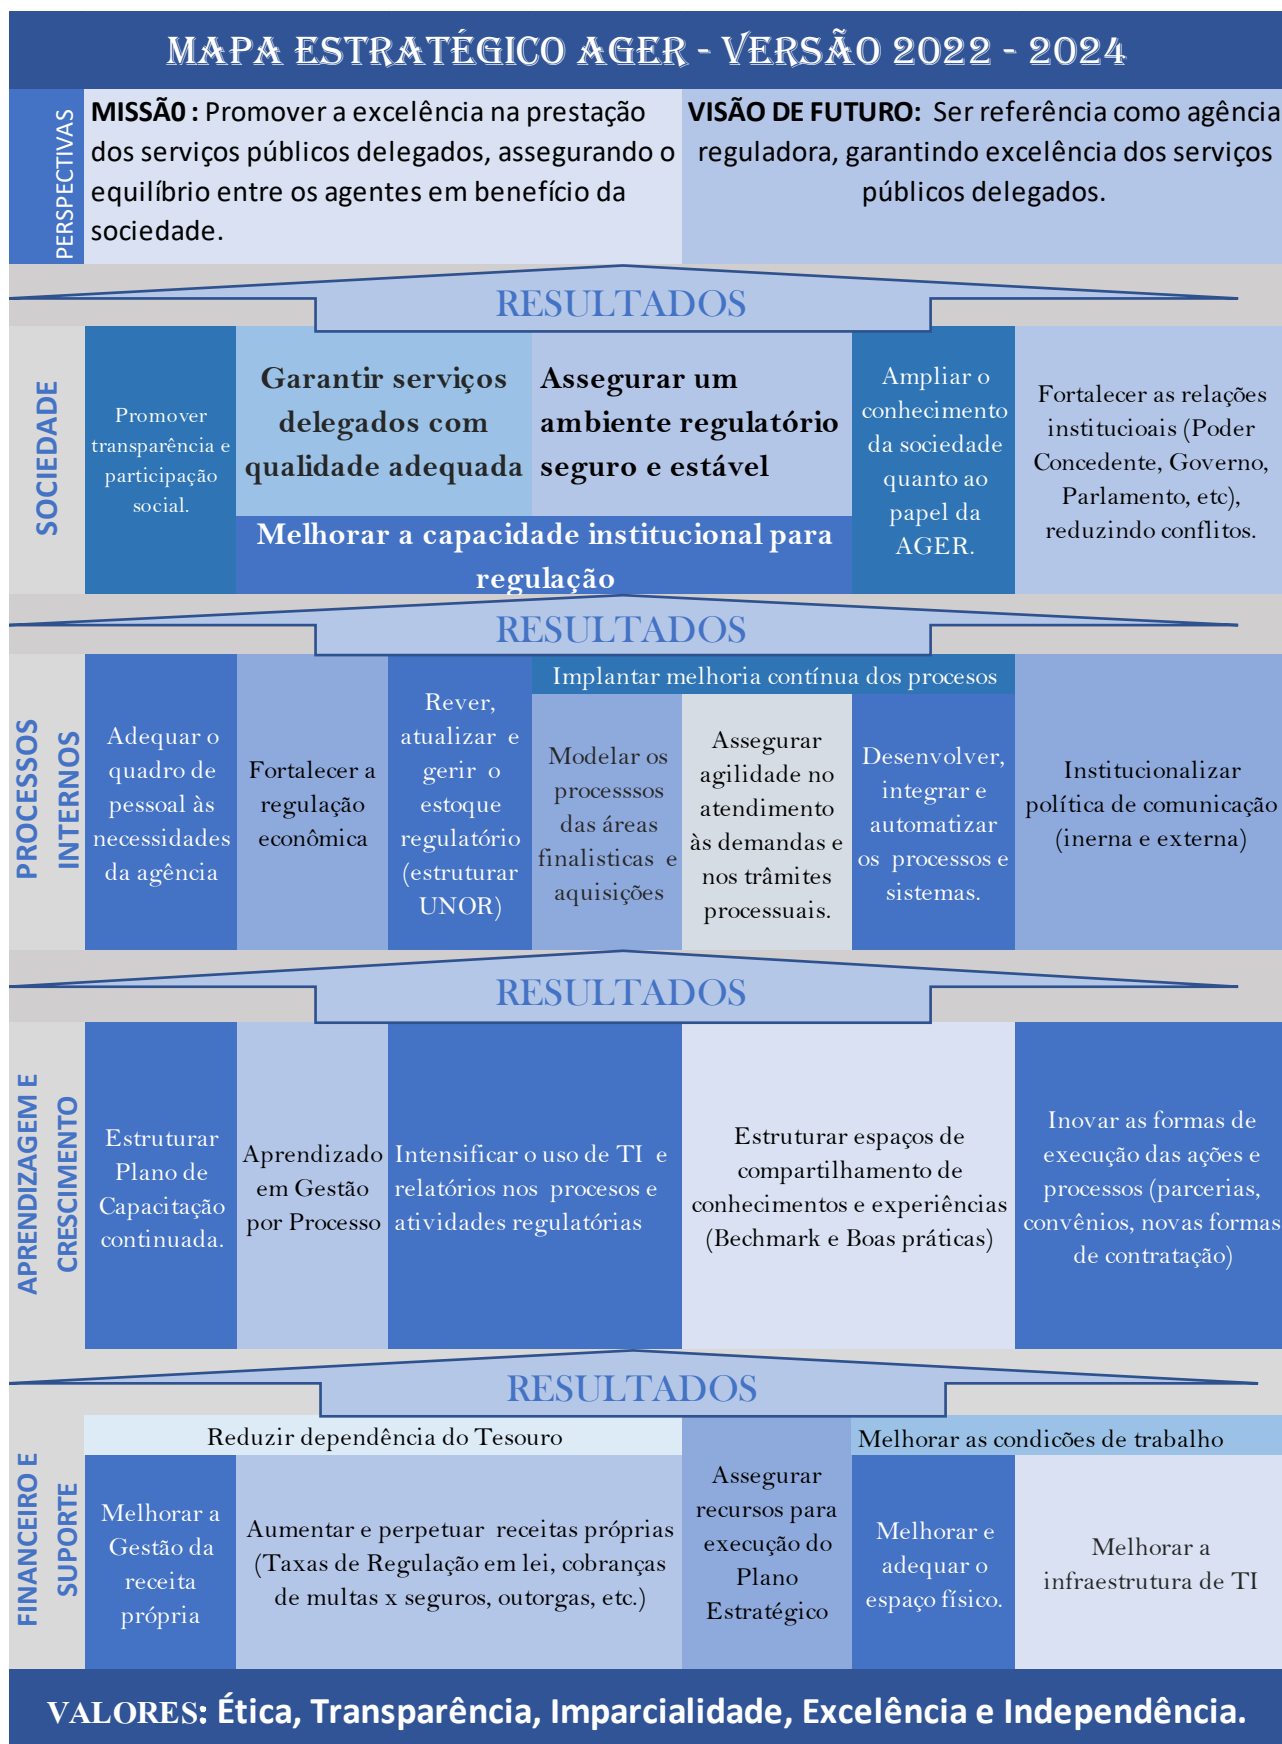 MAPA ESTRATÉGICO AGER - VERSÃO 2022 - 2024
PERSPECTIVAS
MISSÃ0 : Promover a excelência na prestação
dos serviços públicos delegados, assegurando o
equilíbrio entre os agentes em benefício da
sociedade.
VISÃO DE FUTURO: Ser referência como agência
reguladora, garantindo excelência dos serviços
públicos delegados.
RESULTADOS
SOCIEDADE
Promover
transparência e
participação
social.
Garantir serviços
delegados com
qualidade adequada
Assegurar um
ambiente regulatório
seguro e estável
Melhorar a capacidade institucional para
regulação
Ampliar o
conhecimento
da sociedade
quanto ao
papel da
AGER.
Fortalecer as relações
institucioais (Poder
Concedente, Governo,
Parlamento, etc),
reduzindo conflitos.
RESULTADOS
PROCESSOS
INTERNOS
Adequar o
quadro de
pessoal às
necessidades
da agência
Fortalecer a
regulação
econômica
Rever,
atualizar e
gerir o
estoque
regulatório
(estruturar
UNOR)
Implantar melhoria contínua dos procesos
Modelar os
processsos
das áreas
finalisticas e
aquisições
Assegurar
agilidade no
atendimento
às demandas e
nos trâmites
processuais.
Desenvolver,
integrar e
automatizar
os processos e
sistemas.
Institucionalizar
política de comunicação
(inerna e externa)
RESULTADOS
APRENDIZAGEM E
CRESCIMENTO
Estruturar
Plano de
Capacitação
continuada.
Aprendizado
em Gestão
por Processo
Intensificar o uso de TI e
relatórios nos procesos e
atividades regulatórias
Estruturar espaços de
compartilhamento de
conhecimentos e experiências
(Bechmark e Boas práticas)
Inovar as formas de
execução das ações e
processos (parcerias,
convênios, novas formas
de contratação)
RESULTADOS
FINANCEIRO E
SUPORTE
Reduzir dependência do Tesouro
Melhorar a
Gestão da
receita
própria
Aumentar e perpetuar receitas próprias
(Taxas de Regulação em lei, cobranças
de multas x seguros, outorgas, etc.)
Assegurar
recursos para
execução do
Plano
Estratégico
Melhorar as condicões de trabalho
Melhorar e
adequar o
espaço físico.
Melhorar a
infraestrutura de TI
VALORES: Ética, Transparência, Imparcialidade, Excelência e Independência.